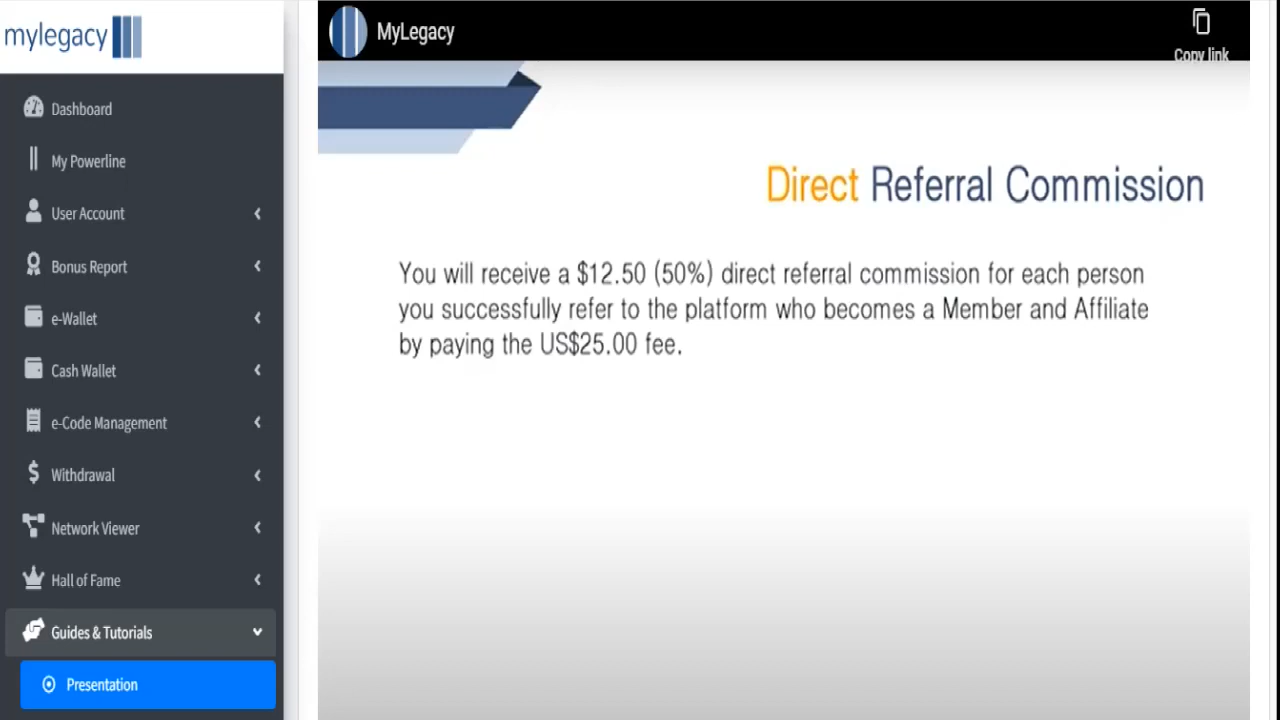 mylegacy
Dashboard
My Powerline
User Account
Bonus Report
e-Wallet
Cash Wallet
e-Code Management
Withdrawal
Network Viewer
Hall of Fame
Guides & Tutorials
Presentation
MyLegacy
Copy link
Direct Referral Commission
You will receive a $12.50 (50%) direct referral commission for each person
you successfully refer to the platform who becomes a Member and Affiliate
by paying the US$25.00 fee.